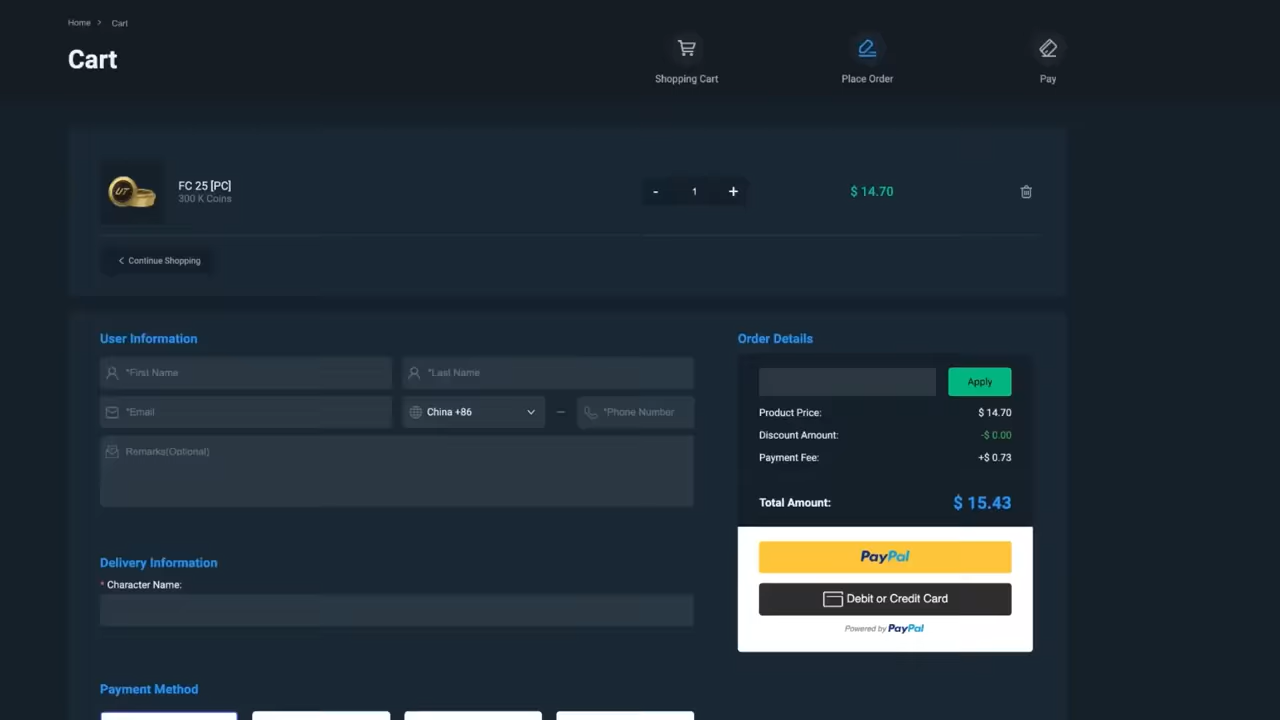 Home > Cart
Cart
Shopping Cart
Place Order
Pay
UT
FC 25 [PC]
300 K Coins
- 1 +
$ 14.70
< Continue Shopping
User Information
*First Name
*Last Name
*Email
China +86
—
*Phone Number
Remarks(Optional)
Delivery Information
* Character Name:
Payment Method
Order Details
Apply
Product Price: $ 14.70
Discount Amount: -$ 0.00
Payment Fee: +$ 0.73
Total Amount: $ 15.43
PayPal
Debit or Credit Card
Powered by PayPal